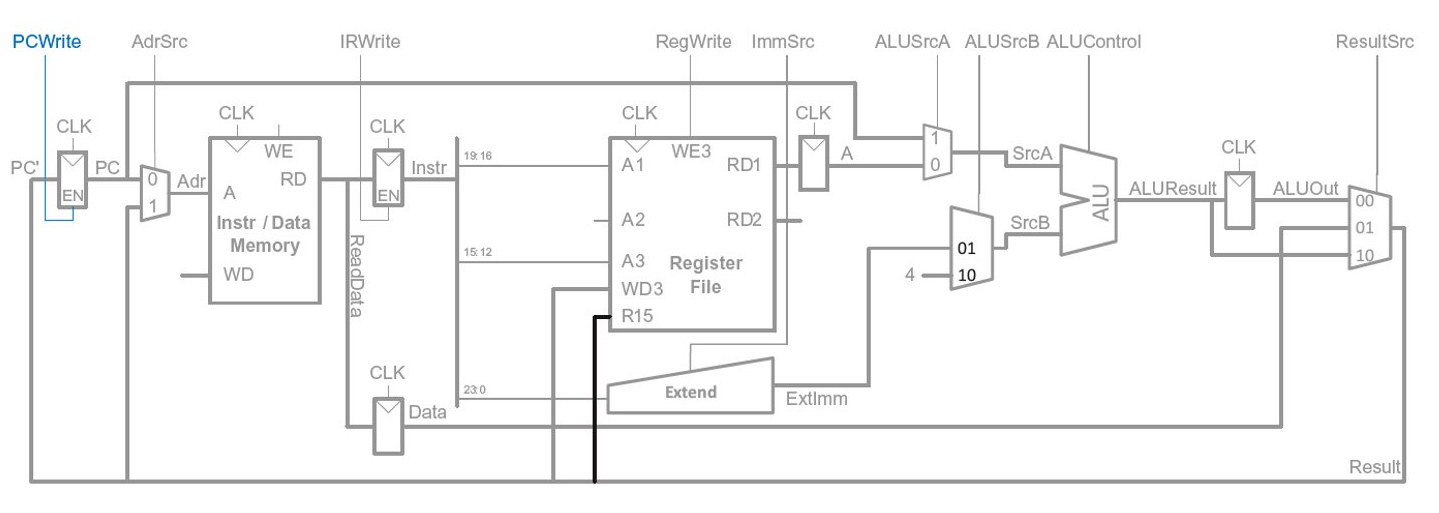 PCWrite AdrSrc IRWrite RegWrite ImmSrc ALUSrcA ALUSrcB ALUControl ResultSrc
CLK CLK CLK CLK CLK CLK
PC' EN PC 0 1 Adr
WE
A RD
Instr / Data
Memory
WD
EN Instr
ReadData
CLK
Data
19:16
15:12
23:0
A1 WE3 RD1
A2 RD2
A3 Register
WD3 File
R15
Extend
ExtImm
A
1
0
SrcA
01
4 10
SrcB
ALU
ALUResult
ALUOut
00
01
10
Result